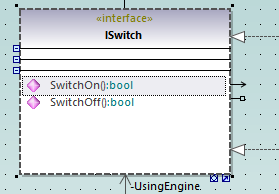 «interface»
ISwitch
SwitchOn():bool
SwitchOff():bool
-UsingEngine